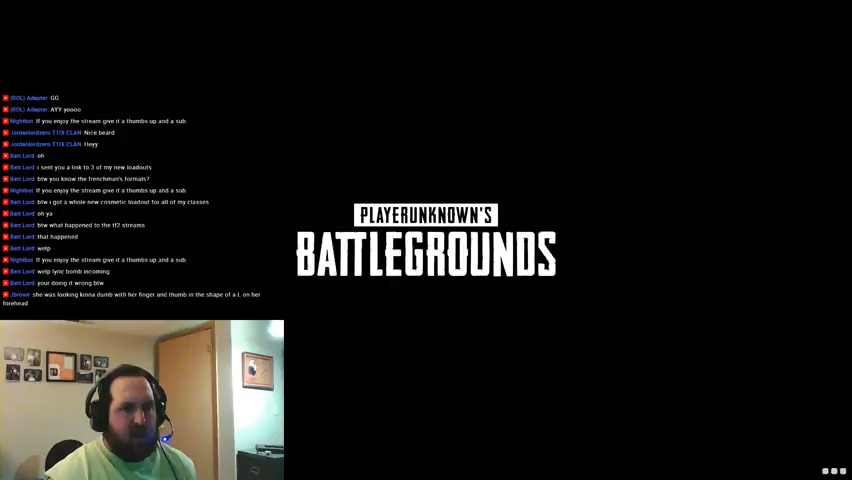 (ROL) Adapter GG
(ROL) Adapter AYY yoooo
Nightbot If you enjoy the stream give it a thumbs up and a sub.
Jordanlordzero T1IX CLAN Nice beard
Jordanlordzero T1IX CLAN Heyy
Batt Lord oh
Batt Lord i sent you a link to 3 of my new loadouts
Batt Lord btw you know the frenchman's formals?
Nightbot If you enjoy the stream give it a thumbs up and a sub.
Batt Lord btw i got a whole new cosmetic loadout for all of my classes
Batt Lord oh ya
Batt Lord btw what happened to the tf2 streams
Batt Lord that happened
Batt Lord welp
Nightbot If you enjoy the stream give it a thumbs up and a sub.
Batt Lord welp lyric bomb incoming
Batt Lord your doing it wrong btw
Jbrown she was looking kinna dumb with her finger and thumb in the shape of a L on her
forehead
PLAYERUNKNOWN'S
BATTLEGROUNDS